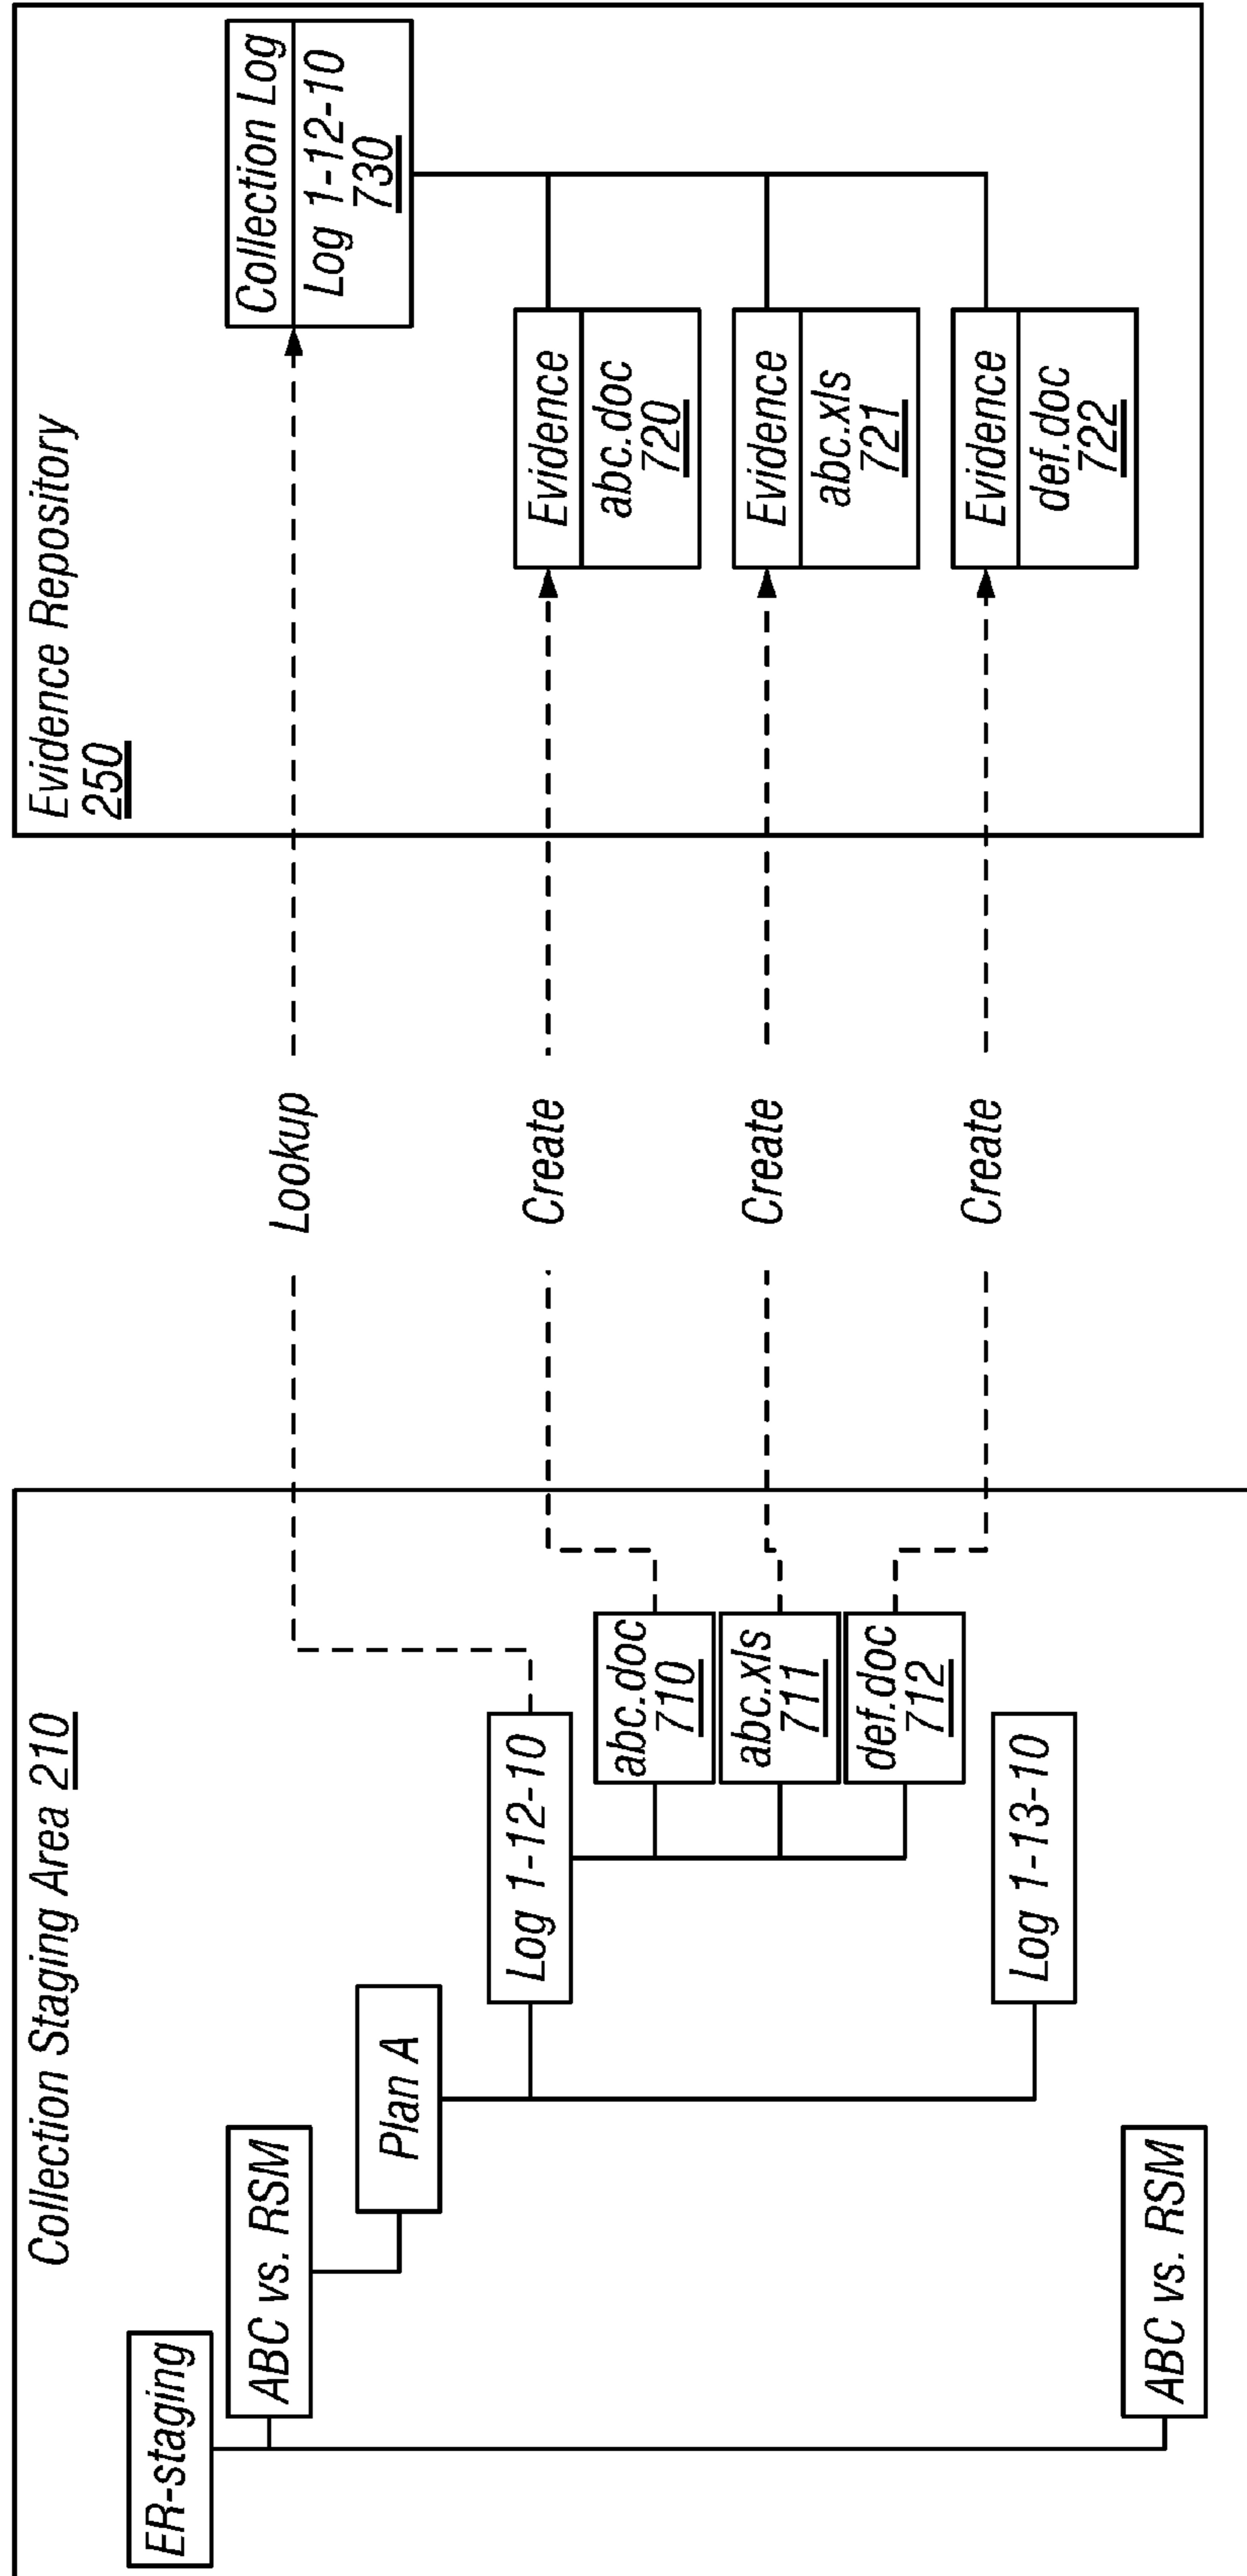 Collection Staging Area 210
ER-staging
ABC vs. RSM
Plan A
Log 1-12-10
abc.doc
710
abc.xls
711
def.doc
712
Log 1-13-10
ABC vs. RSM
Lookup
Create
Create
Create
Evidence Repository
250
Collection Log
Log 1-12-10
730
Evidence
abc.doc
720
Evidence
abc.xls
721
Evidence
def.doc
722